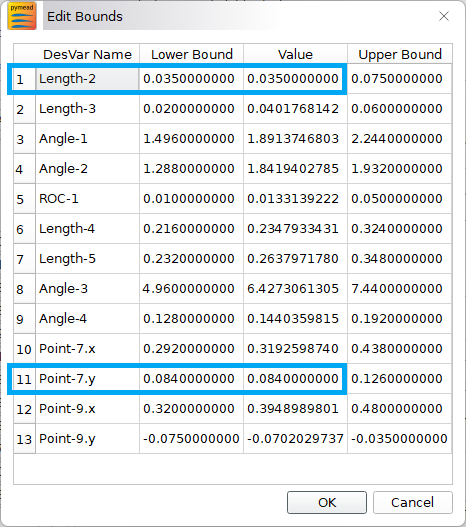 pymead
Edit Bounds
DesVar Name Lower Bound Value Upper Bound
1 Length-2 0.0350000000 0.0350000000 0.0750000000
2 Length-3 0.0200000000 0.0401768142 0.0600000000
3 Angle-1 1.4960000000 1.8913746803 2.2440000000
4 Angle-2 1.2880000000 1.8419402785 1.9320000000
5 ROC-1 0.0100000000 0.0133139222 0.0500000000
6 Length-4 0.2160000000 0.2347933431 0.3240000000
7 Length-5 0.2320000000 0.2637971780 0.3480000000
8 Angle-3 4.9600000000 6.4273061305 7.4400000000
9 Angle-4 0.1280000000 0.1440359815 0.1920000000
10 Point-7.x 0.2920000000 0.3192598740 0.4380000000
11 Point-7.y 0.0840000000 0.0840000000 0.1260000000
12 Point-9.x 0.3200000000 0.3948989801 0.4800000000
13 Point-9.y -0.0750000000 -0.0702029737 -0.0350000000
OK Cancel